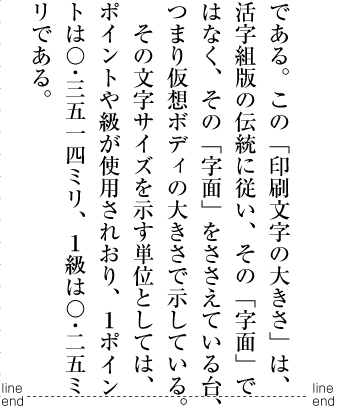 である。この「印刷文字の大きさ」は、
活字組版の伝統に従い、その「字面」で
はなく、その「字面」をささえている台、
つまり仮想ボディの大きさで示している。
　その文字サイズを示す単位としては、
ポイントや級が使用されおり、１ポイン
トは〇・三五一四ミリ、１級は〇・二五ミ
リである。
line end
line end